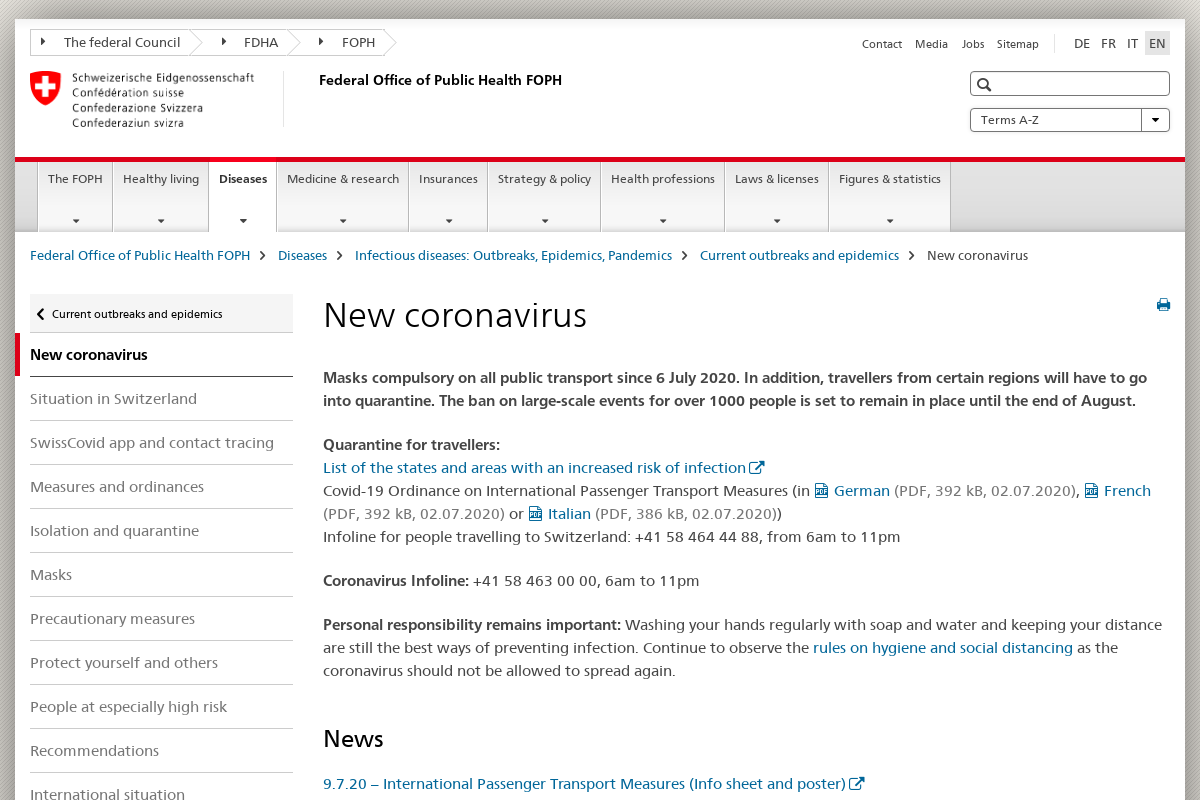 The federal Council FDHA FOPH
Contact Media Jobs Sitemap DE FR IT EN
Schweizerische Eidgenossenschaft
Confédération suisse
Confederazione Svizzera
Confederaziun svizra
Federal Office of Public Health FOPH
Terms A-Z
The FOPH Healthy living Diseases Medicine & research Insurances Strategy & policy Health professions Laws & licenses Figures & statistics
Federal Office of Public Health FOPH Diseases Infectious diseases: Outbreaks, Epidemics, Pandemics Current outbreaks and epidemics New coronavirus
Current outbreaks and epidemics
New coronavirus
Situation in Switzerland
SwissCovid app and contact tracing
Measures and ordinances
Isolation and quarantine
Masks
Precautionary measures
Protect yourself and others
People at especially high risk
Recommendations
International situation
New coronavirus
Masks compulsory on all public transport since 6 July 2020. In addition, travellers from certain regions will have to go
into quarantine. The ban on large-scale events for over 1000 people is set to remain in place until the end of August.
Quarantine for travellers:
List of the states and areas with an increased risk of infection
Covid-19 Ordinance on International Passenger Transport Measures (in German (PDF, 392 kB, 02.07.2020), French
(PDF, 392 kB, 02.07.2020) or Italian (PDF, 386 kB, 02.07.2020))
Infoline for people travelling to Switzerland: +41 58 464 44 88, from 6am to 11pm
Coronavirus Infoline: +41 58 463 00 00, 6am to 11pm
Personal responsibility remains important: Washing your hands regularly with soap and water and keeping your distance
are still the best ways of preventing infection. Continue to observe the rules on hygiene and social distancing as the
coronavirus should not be allowed to spread again.
News
9.7.20 – International Passenger Transport Measures (Info sheet and poster)